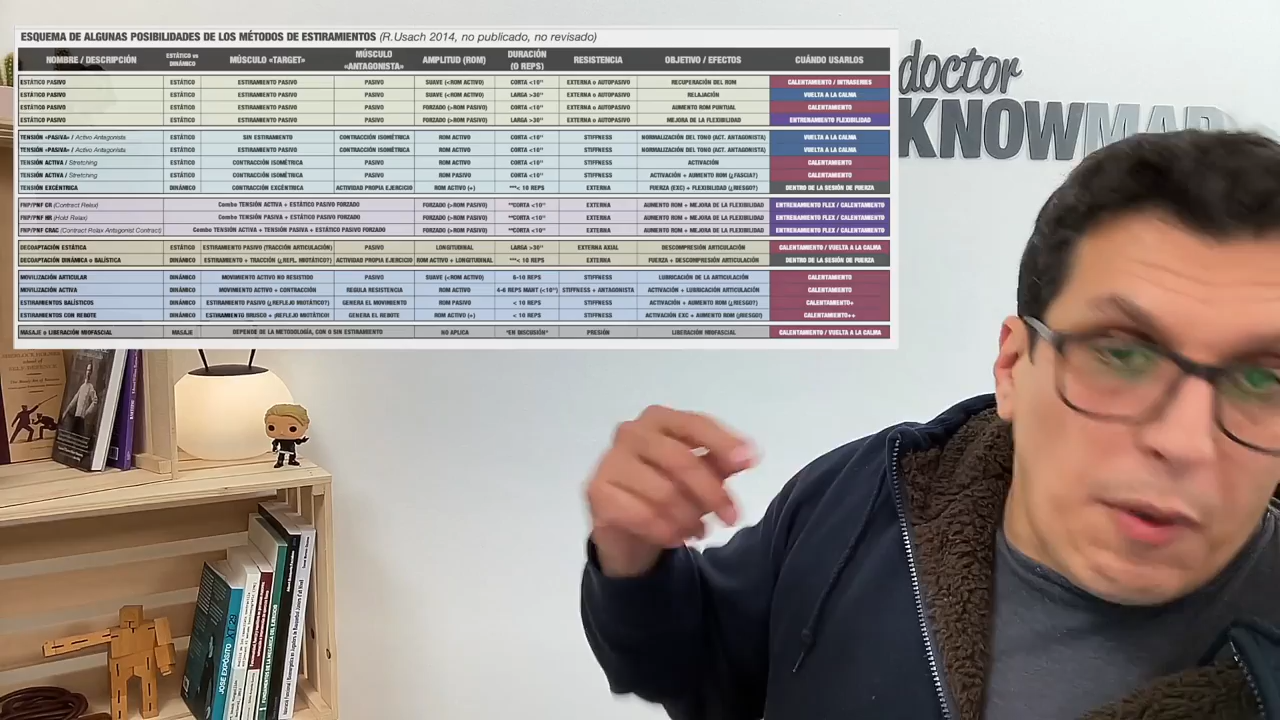 ESQUEMA DE ALGUNAS POSIBILIDADES DE LOS MÉTODOS DE ESTIRAMIENTOS (R.Usach 2014, no publicado, no revisado)
NOMBRE / DESCRIPCIÓN ESTÁTICO vs DINÁMICO MÚSCULO «TARGET» MÚSCULO «ANTAGONISTA» AMPLITUD (ROM) DURACIÓN (O REPS) RESISTENCIA OBJETIVO / EFECTOS CUÁNDO USARLOS
ESTÁTICO PASIVO ESTÁTICO ESTIRAMIENTO PASIVO PASIVO SUAVE (<ROM ACTIVO) CORTA <10" EXTERNA O AUTOPASIVO RECUPERACIÓN DEL ROM CALENTAMIENTO / INTRASERIES
ESTÁTICO PASIVO ESTÁTICO ESTIRAMIENTO PASIVO PASIVO SUAVE (<ROM ACTIVO) LARGA >30" EXTERNA O AUTOPASIVO RELAJACIÓN VUELTA A LA CALMA
ESTÁTICO PASIVO ESTÁTICO ESTIRAMIENTO PASIVO PASIVO FORZADO (>ROM PASIVO) CORTA <10" EXTERNA O AUTOPASIVO AUMENTO ROM PUNTUAL CALENTAMIENTO
ESTÁTICO PASIVO ESTÁTICO ESTIRAMIENTO PASIVO PASIVO FORZADO (>ROM PASIVO) LARGA >30" EXTERNA O AUTOPASIVO MEJORA DE LA FLEXIBILIDAD ENTRENAMIENTO FLEXIBILIDAD
TENSIÓN «PASIVA» / Activo Antagonista ESTÁTICO SIN ESTIRAMIENTO CONTRACCIÓN ISOMÉTRICA ROM ACTIVO CORTA <10" STIFFNESS NORMALIZACIÓN DEL TONO (ACT. ANTAGONISTA) VUELTA A LA CALMA
TENSIÓN «PASIVA» / Activo Antagonista ESTÁTICO ESTIRAMIENTO PASIVO CONTRACCIÓN ISOMÉTRICA ROM ACTIVO CORTA <10" STIFFNESS NORMALIZACIÓN DEL TONO (ACT. ANTAGONISTA) VUELTA A LA CALMA
TENSIÓN ACTIVA / Stretching ESTÁTICO CONTRACCIÓN ISOMÉTRICA PASIVO ROM ACTIVO CORTA <10" STIFFNESS ACTIVACIÓN CALENTAMIENTO
TENSIÓN ACTIVA / Stretching ESTÁTICO CONTRACCIÓN ISOMÉTRICA PASIVO ROM ACTIVO CORTA <10" STIFFNESS ACTIVACIÓN + AUMENTO ROM (¿FASCIA?) CALENTAMIENTO
TENSIÓN EXCÉNTRICA DINÁMICO CONTRACCIÓN EXCÉNTRICA ACTIVIDAD PROPIA EJERCICIO ROM ACTIVO (+) ***< 10 REPS EXTERNA FUERZA (EXC) + FLEXIBILIDAD (¿RIESGO?) DENTRO DE LA SESIÓN DE FUERZA
FNP/PNF CR (Contract Relax) Combo TENSIÓN ACTIVA + ESTÁTICO PASIVO FORZADO FORZADO (>ROM PASIVO) **CORTA <10" EXTERNA AUMENTO ROM + MEJORA DE LA FLEXIBILIDAD ENTRENAMIENTO FLEX / CALENTAMIENTO
FNP/PNF HR (Hold Relax) Combo TENSIÓN PASIVA + ESTÁTICO PASIVO FORZADO FORZADO (>ROM PASIVO) **CORTA <10" EXTERNA AUMENTO ROM + MEJORA DE LA FLEXIBILIDAD ENTRENAMIENTO FLEX / CALENTAMIENTO
FNP/PNF CRAC (Contract Relax Antagonist Contract) Combo TENSIÓN ACTIVA + TENSIÓN PASIVA + ESTÁTICO PASIVO FORZADO FORZADO (>ROM PASIVO) **CORTA <10" EXTERNA AUMENTO ROM + MEJORA DE LA FLEXIBILIDAD ENTRENAMIENTO FLEX / CALENTAMIENTO
DECOAPTACIÓN ESTÁTICA ESTÁTICO ESTIRAMIENTO PASIVO (TRACCIÓN ARTICULACIÓN) PASIVO LONGITUDINAL LARGA >30" EXTERNA AXIAL DESCOMPRESIÓN ARTICULACIÓN CALENTAMIENTO / VUELTA A LA CALMA
DECOAPTACIÓN DINÁMICA o BALÍSTICA DINÁMICO ESTIRAMIENTO + TRACCIÓN (¿REFL. MIOTÁTICO?) ACTIVIDAD PROPIA EJERCICIO ROM ACTIVO + LONGITUDINAL ***< 10 REPS EXTERNA FUERZA + DESCOMPRESIÓN ARTICULACIÓN DENTRO DE LA SESIÓN DE FUERZA
MOVILIZACIÓN ARTICULAR DINÁMICO MOVIMIENTO ACTIVO NO RESISTIDO PASIVO SUAVE (<ROM ACTIVO) 6-10 REPS STIFFNESS LUBRICACIÓN DE LA ARTICULACIÓN CALENTAMIENTO
MOVILIZACIÓN ACTIVA DINÁMICO MOVIMIENTO ACTIVO + CONTRACCIÓN REGULA RESISTENCIA ROM ACTIVO 4-6 REPS MANT (<10") STIFFNESS + ANTAGONISTA ACTIVACIÓN + LUBRICACIÓN ARTICULACIÓN CALENTAMIENTO
ESTIRAMIENTOS BALÍSTICOS DINÁMICO ESTIRAMIENTO PASIVO (¿REFLEJO MIOTÁTICO?) GENERA EL MOVIMIENTO ROM PASIVO < 10 REPS STIFFNESS ACTIVACIÓN + AUMENTO ROM (¿RIESGO?) CALENTAMIENTO+
ESTIRAMIENTOS CON REBOTE DINÁMICO ESTIRAMIENTO BRUSCO + ¡REFLEJO MIOTÁTICO! GENERA EL REBOTE ROM ACTIVO (+) < 10 REPS STIFFNESS ACTIVACIÓN EXC + AUMENTO ROM (¡RIESGO!) CALENTAMIENTO++
MASAJE o LIBERACIÓN MIOFASCIAL MASAJE DEPENDE DE LA METODOLOGÍA, CON O SIN ESTIRAMIENTO NO APLICA "EN DISCUSIÓN" PRESIÓN LIBERACIÓN MIOFASCIAL CALENTAMIENTO / VUELTA A LA CALMA
doctor
KNOWMAD
JOSE EXPÓSITO